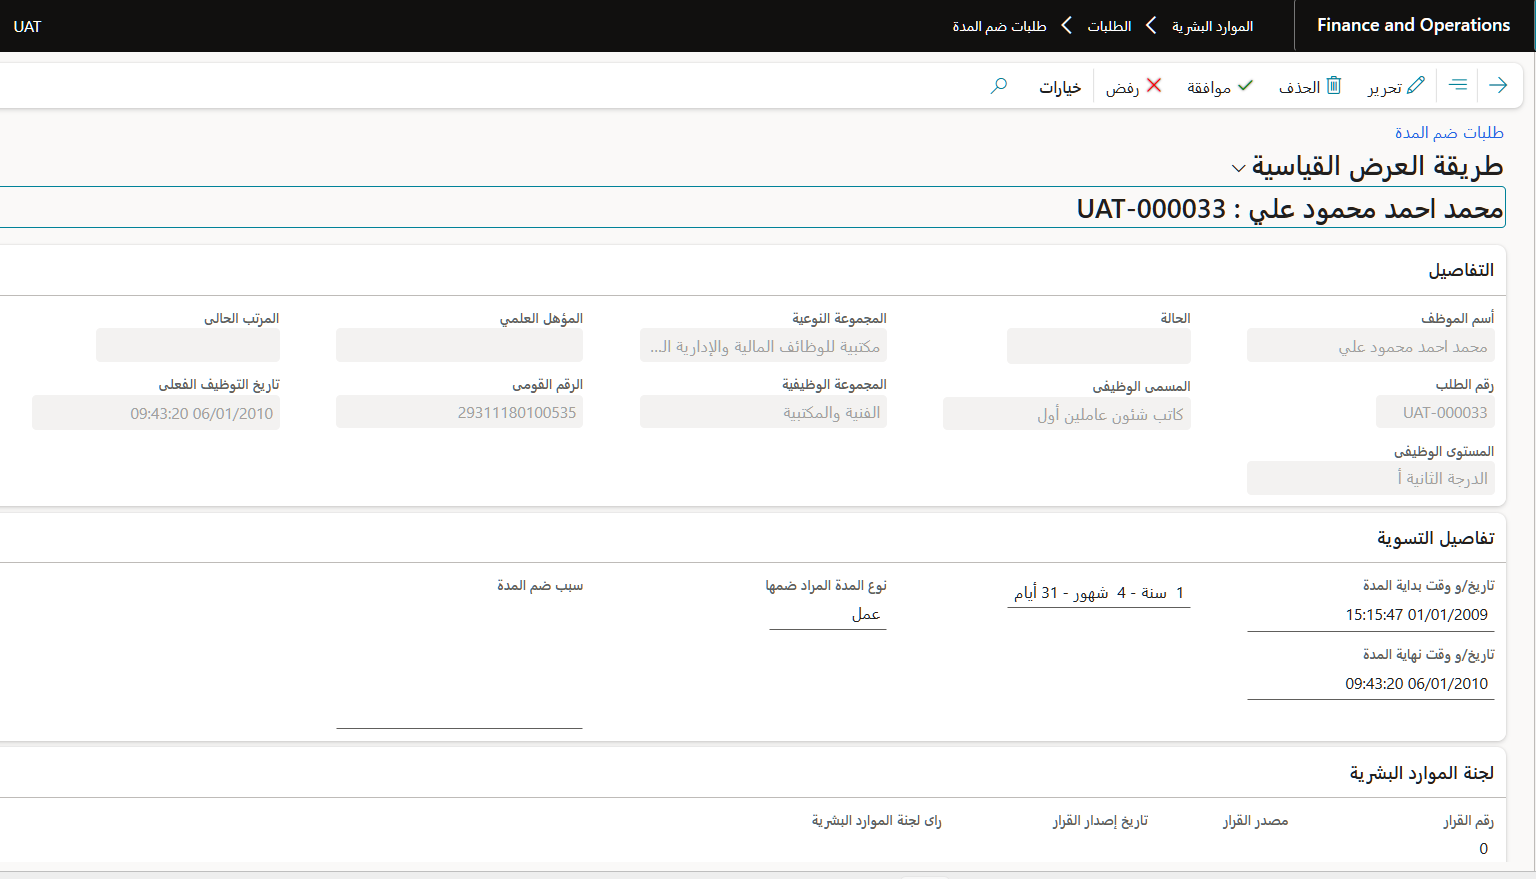 Finance and Operations
الموارد البشرية
الطلبات
طلبات ضم المدة
UAT
تحرير
الحذف
موافقة
رفض
خيارات
طلبات ضم المدة
طريقة العرض القياسية
محمد احمد محمود علي : UAT-000033
التفاصيل
أسم الموظف
محمد احمد محمود علي
رقم الطلب
UAT-000033
المستوى الوظيفى
الدرجة الثانية أ
الحالة
المسمى الوظيفى
كاتب شئون عاملين أول
المجموعة النوعية
مكتبية للوظائف المالية والإدارية الـ...
المجموعة الوظيفية
الفنية والمكتبية
المؤهل العلمي
الرقم القومى
29311180100535
المرتب الحالى
تاريخ التوظيف الفعلى
09:43:20 06/01/2010
تفاصيل التسوية
تاريخ/و وقت بداية المدة
15:15:47 01/01/2009
تاريخ/و وقت نهاية المدة
09:43:20 06/01/2010
1 سنة - 4 شهور - 31 أيام
نوع المدة المراد ضمها
عمل
سبب ضم المدة
لجنة الموارد البشرية
رقم القرار
0
مصدر القرار
تاريخ إصدار القرار
راى لجنة الموارد البشرية